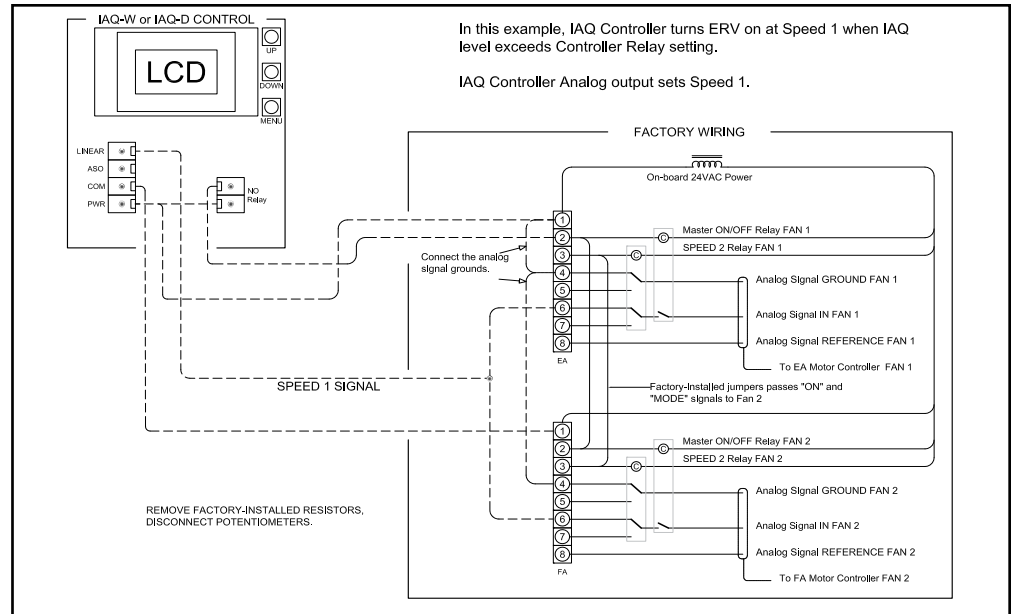 IAQ-W or IAQ-D CONTROL
LCD
UP
DOWN
MENU
LINEAR
ASO
COM
PWR
NO
Relay
In this example, IAQ Controller turns ERV on at Speed 1 when IAQ
level exceeds Controller Relay setting.
IAQ Controller Analog output sets Speed 1.
FACTORY WIRING
On-board 24VAC Power
1
2
3
4
5
6
7
8
EA
C
C
Master ON/OFF Relay FAN 1
SPEED 2 Relay FAN 1
Connect the analog
signal grounds.
Analog Signal GROUND FAN 1
Analog Signal IN FAN 1
Analog Signal REFERENCE FAN 1
To EA Motor Controller FAN 1
SPEED 1 SIGNAL
Factory-Installed jumpers passes "ON" and
"MODE" signals to Fan 2
1
2
3
4
5
6
7
8
FA
C
C
Master ON/OFF Relay FAN 2
SPEED 2 Relay FAN 2
Analog Signal GROUND FAN 2
Analog Signal IN FAN 2
Analog Signal REFERENCE FAN 2
To FA Motor Controller FAN 2
REMOVE FACTORY-INSTALLED RESISTORS,
DISCONNECT POTENTIOMETERS.